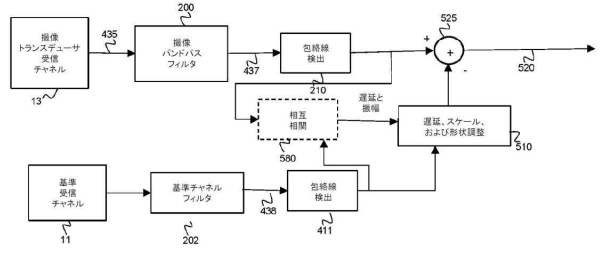 撮像
トランスデューサ
受信
チャネル
13
435
200
撮像
バンドパス
フィルタ
437
包絡線
検出
210
+
525
+
-
520
相互
相関
580
遅延と
振幅
遅延、スケール、
および形状調整
510
基準
受信
チャネル
11
基準チャネル
フィルタ
202
438
包絡線
検出
411